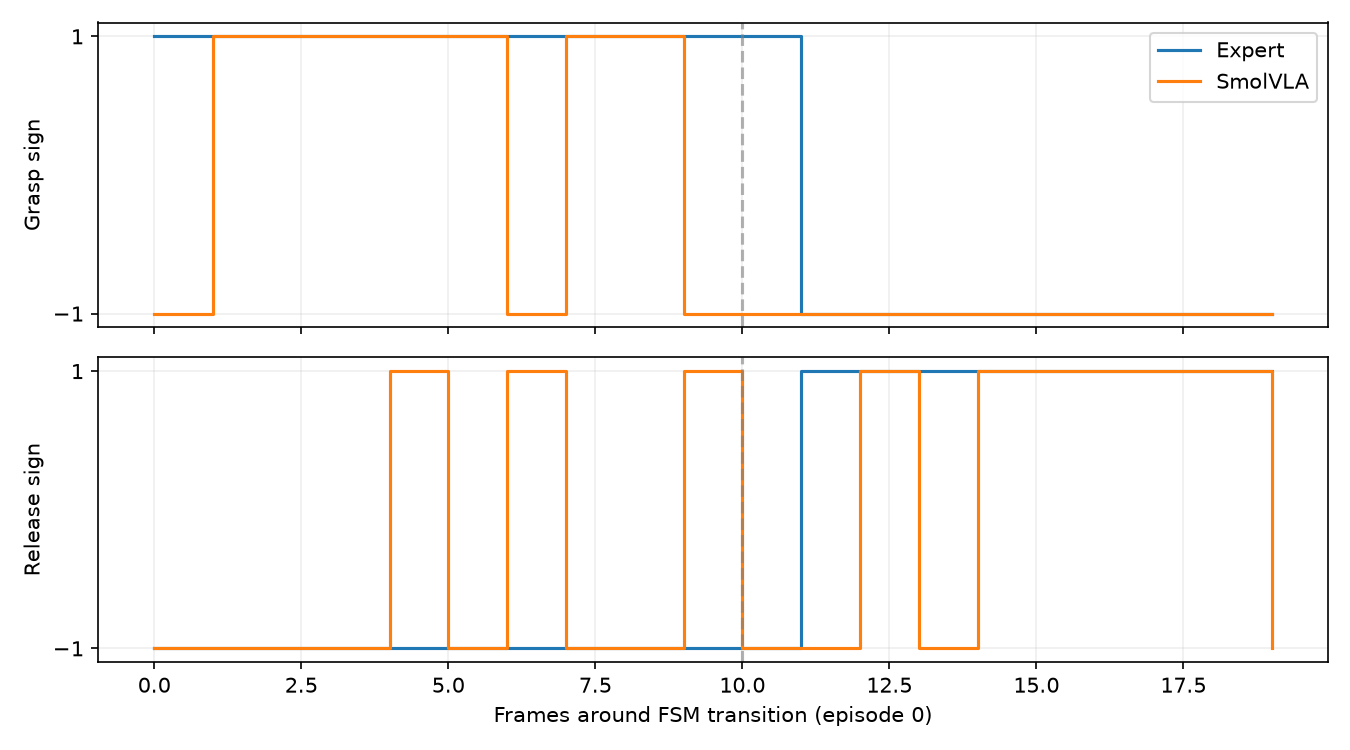 1
−1
Grasp sign
Expert
SmolVLA
1
−1
Release sign
0.0 2.5 5.0 7.5 10.0 12.5 15.0 17.5
Frames around FSM transition (episode 0)